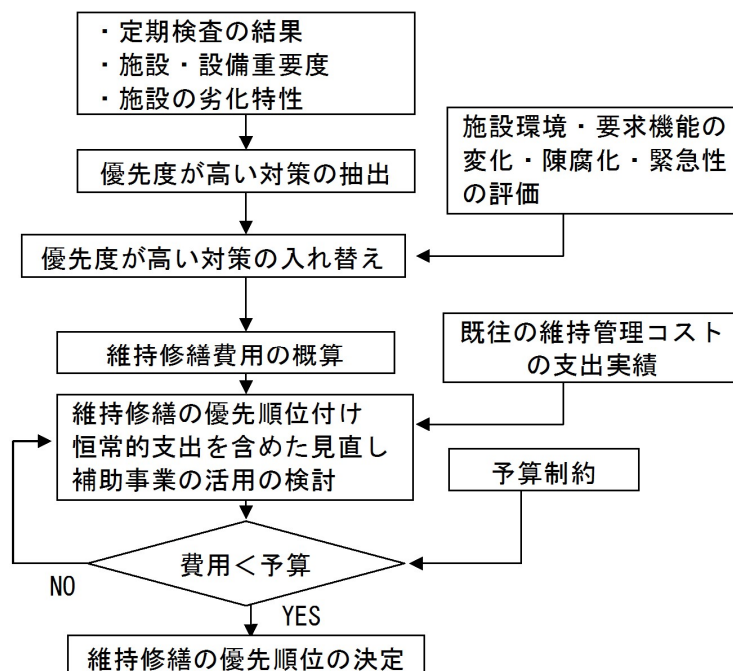 ・定期検査の結果
・施設・設備重要度
・施設の劣化特性
施設環境・要求機能の
変化・陳腐化・緊急性
の評価
優先度が高い対策の抽出
優先度が高い対策の入れ替え
維持修繕費用の概算
既往の維持管理コスト
の支出実績
維持修繕の優先順位付け
恒常的支出を含めた見直し
補助事業の活用の検討
予算制約
費用＜予算
NO
YES
維持修繕の優先順位の決定